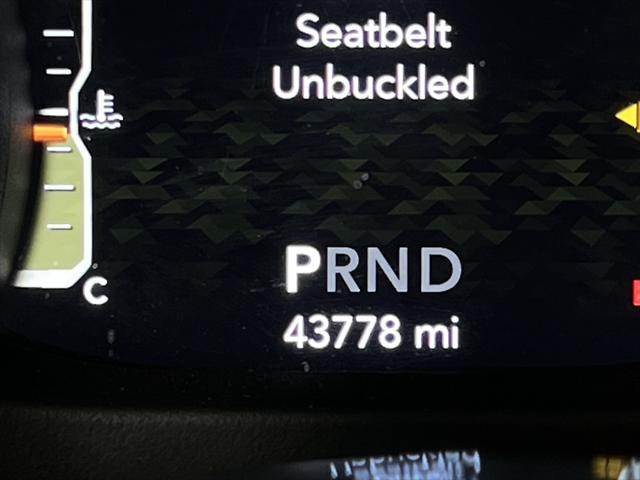 Seatbelt
Unbuckled
C
PRND
43778 mi